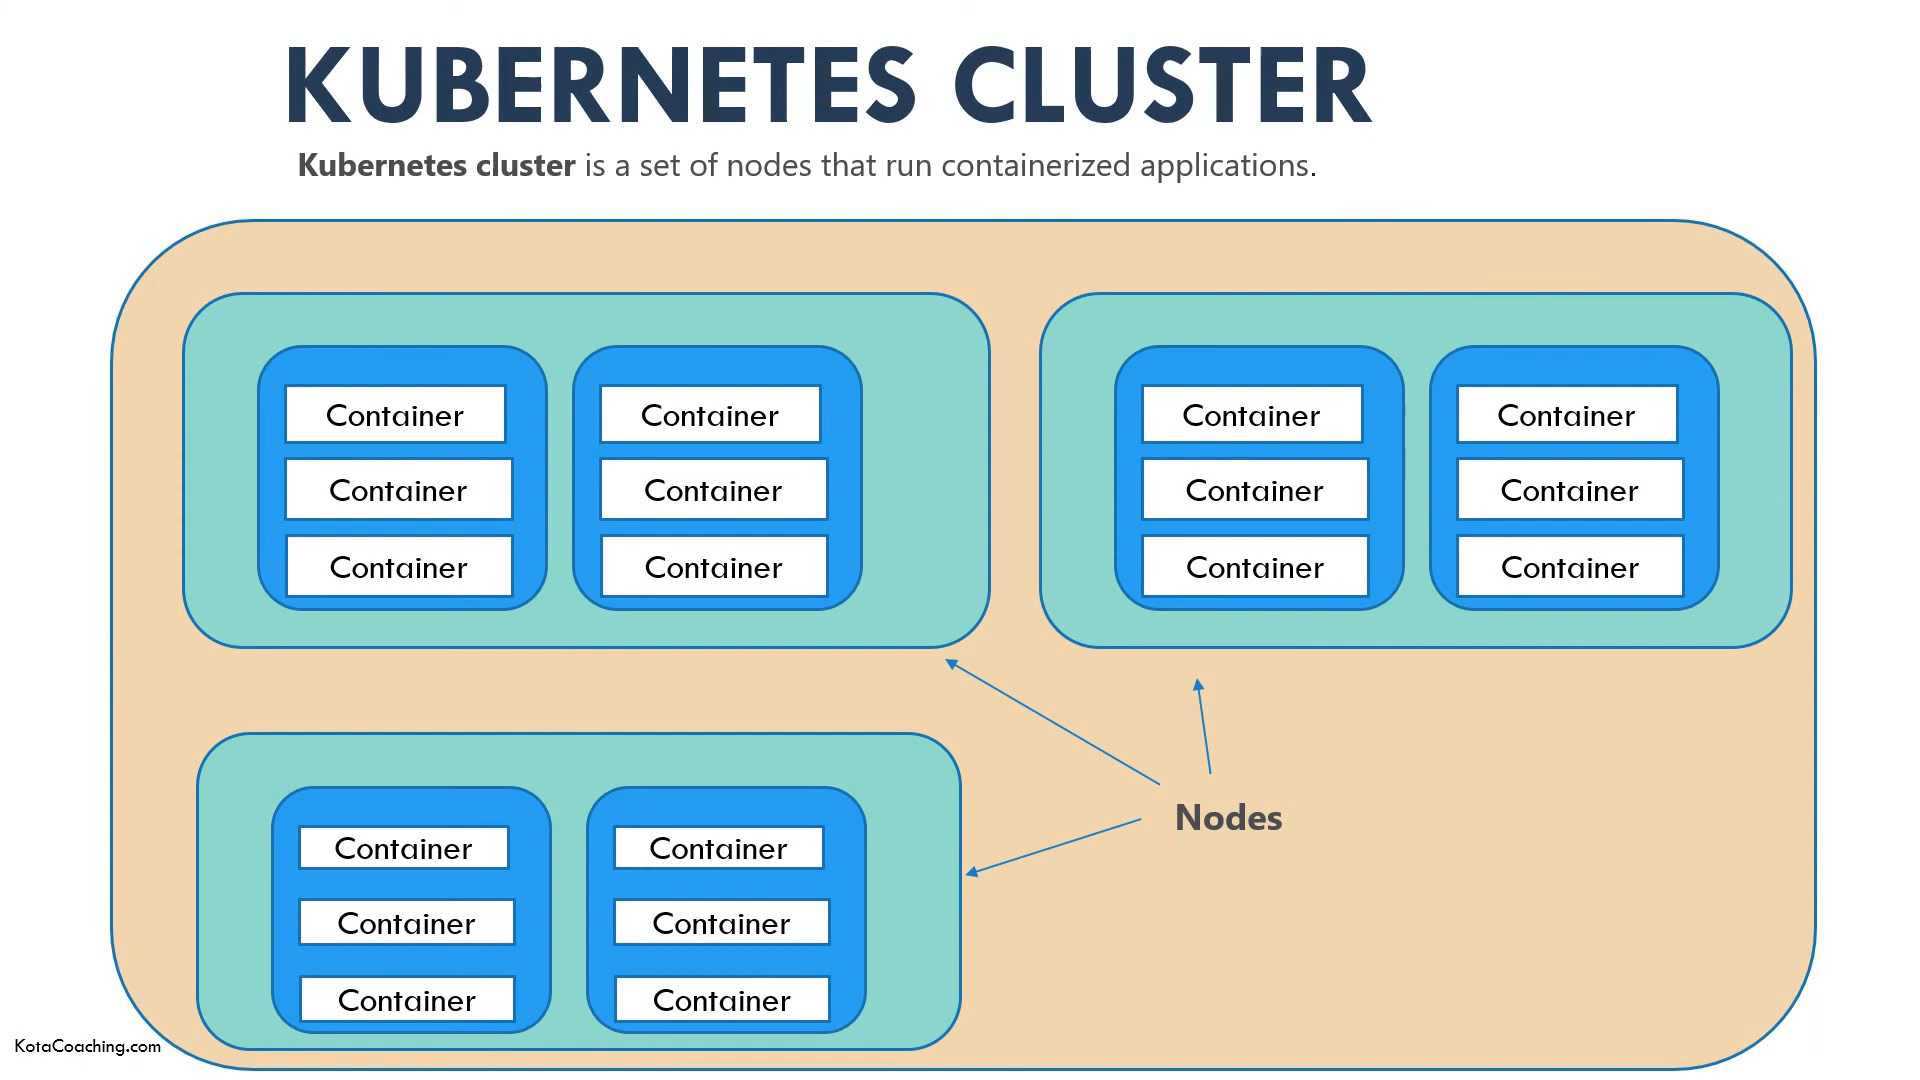 KUBERNETES CLUSTER
Kubernetes cluster is a set of nodes that run containerized applications.
Container
Container
Container
Container
Container
Container
Container
Container
Container
Container
Container
Container
Nodes
Container
Container
Container
Container
Container
Container
KotaCoaching.com